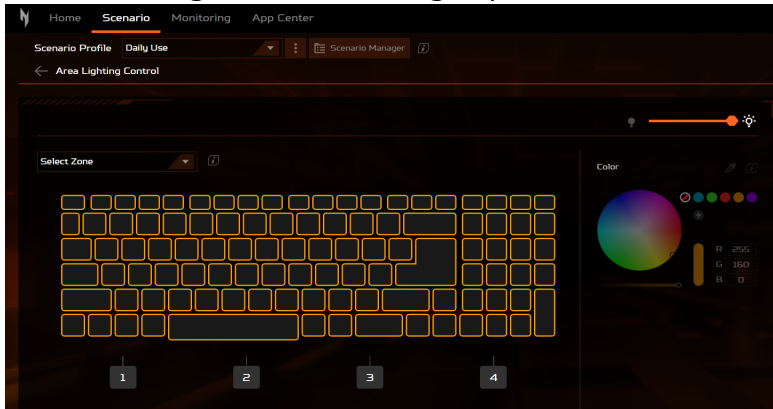 Home Scenario Monitoring App Center
Scenario Profile Daily Use Scenario Manager i
Area Lighting Control
Select Zone i
Color i
R 255
G 160
B 0
1 2 3 4